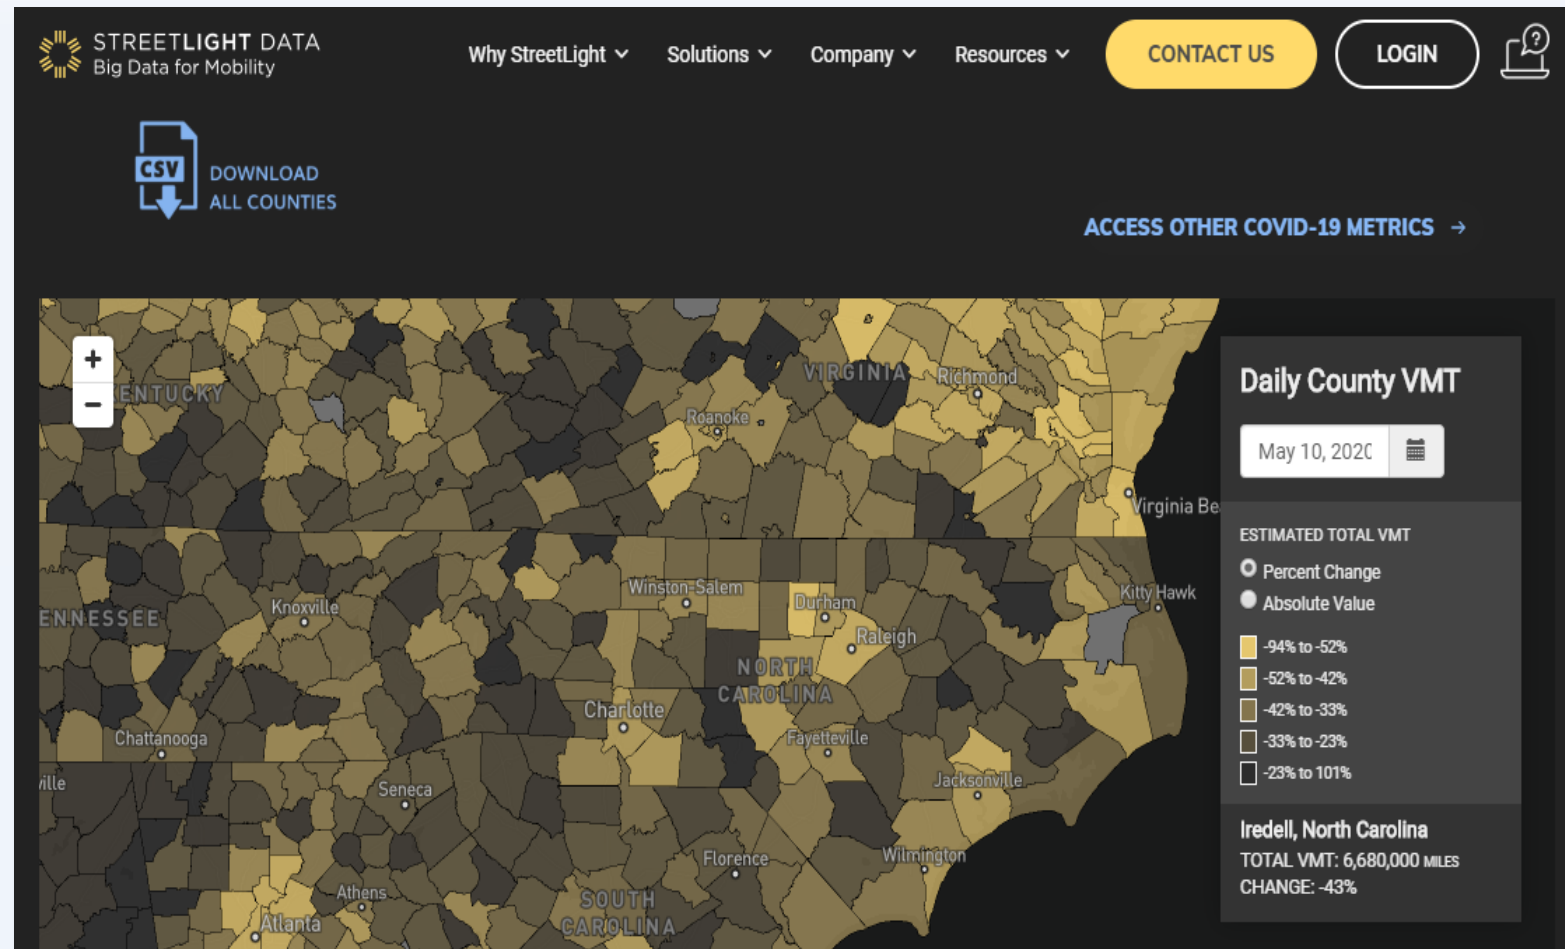 STREETLIGHT DATA
Big Data for Mobility
Why StreetLight
Solutions
Company
Resources
CONTACT US
LOGIN
?
CSV
DOWNLOAD
ALL COUNTIES
ACCESS OTHER COVID-19 METRICS →
+
−
ENTUCKY
VIRGINIA
Richmond
Roanoke
Virginia Be
Winston-Salem
Durham
Kitty Hawk
Knoxville
ENNESSEE
Raleigh
NORTH
CAROLINA
Charlotte
Chattanooga
Fayetteville
ville
Seneca
Jacksonville
Florence
Wilmington
Athens
SOUTH
CAROLINA
Atlanta
Daily County VMT
May 10, 202C
ESTIMATED TOTAL VMT
Percent Change
Absolute Value
-94% to -52%
-52% to -42%
-42% to -33%
-33% to -23%
-23% to 101%
Iredell, North Carolina
TOTAL VMT: 6,680,000 MILES
CHANGE: -43%